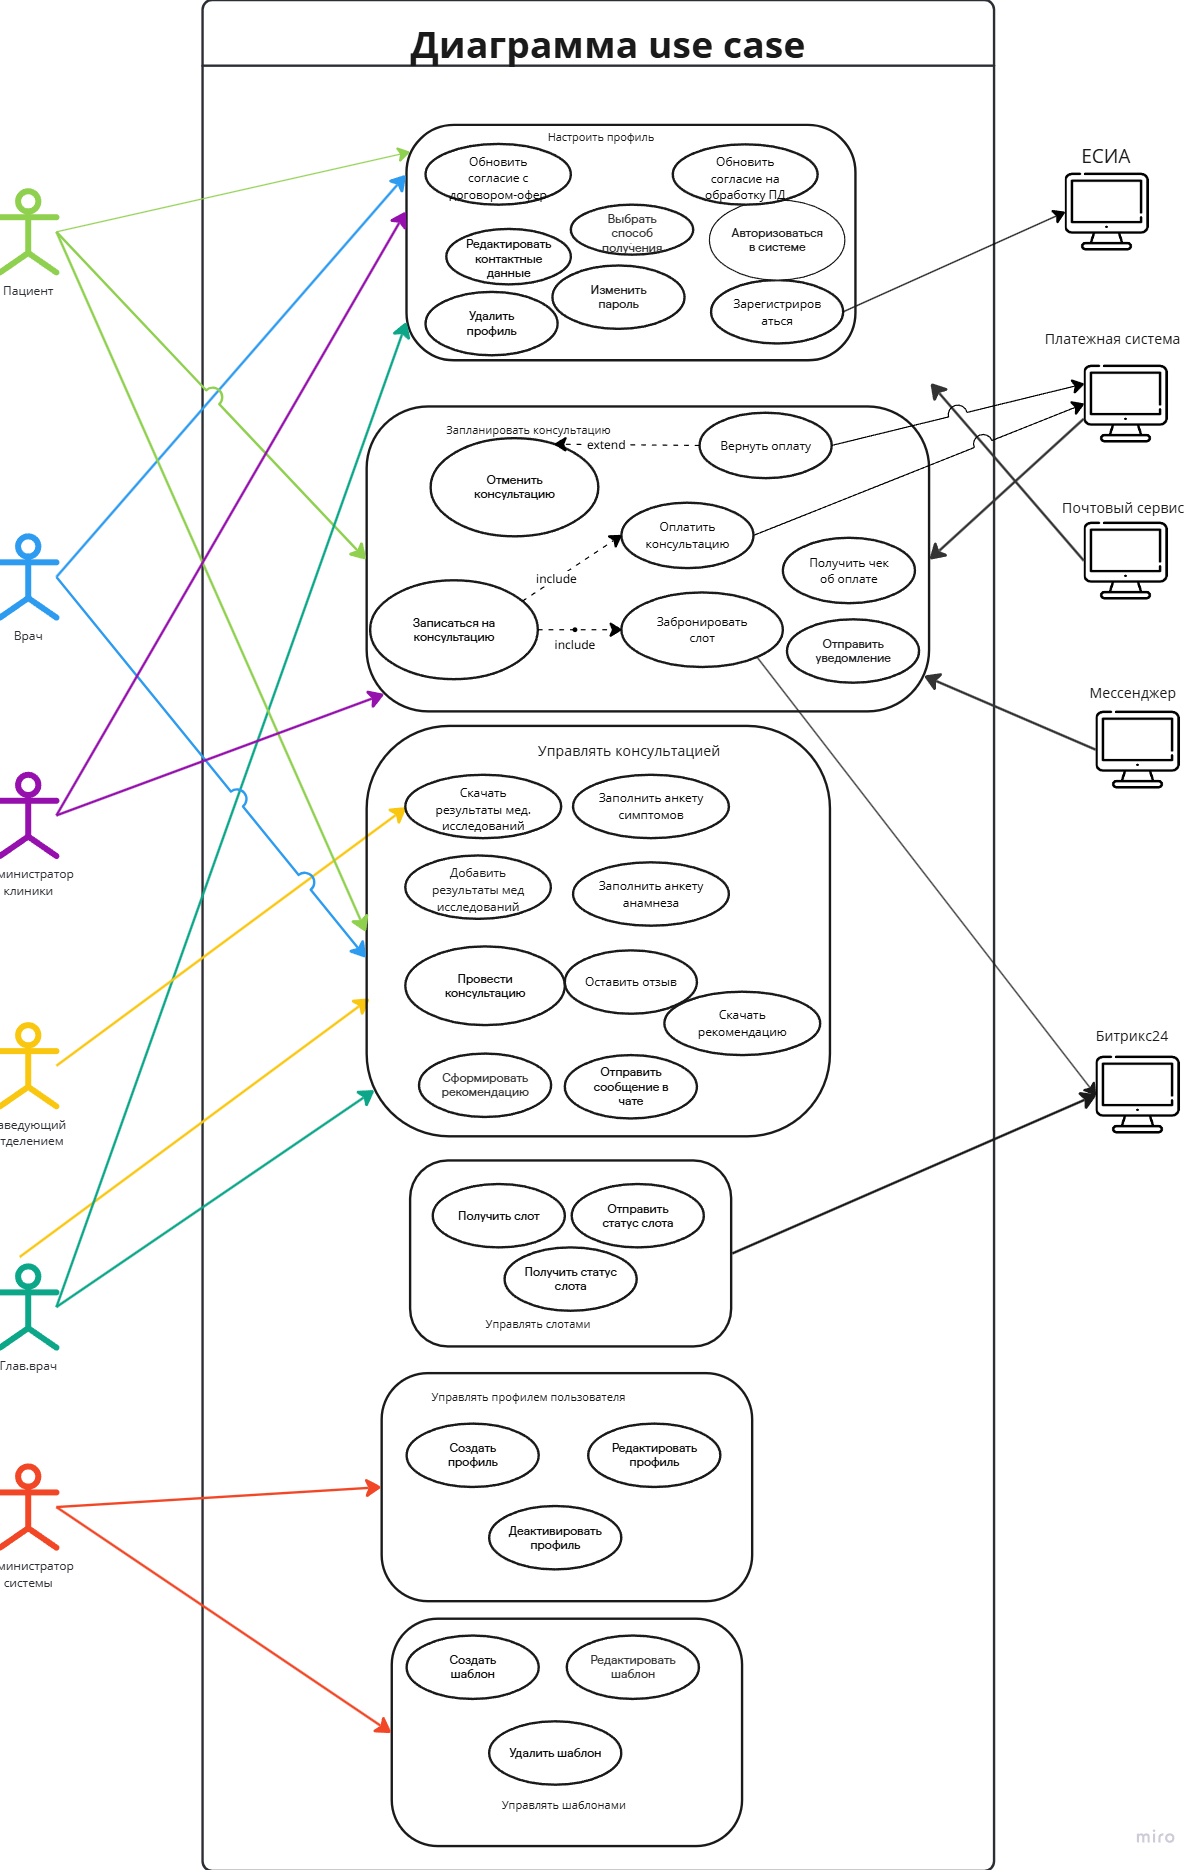 Диаграмма use case
Настроить профиль
Обновить
согласие с
договором-офер
Обновить
согласие на
обработку ПД
Выбрать
способ
получения
Авторизоваться
в системе
Редактировать
контактные
данные
Изменить
пароль
Зарегистриров
аться
Удалить
профиль
ЕСИА
Пациент
Платежная система
Запланировать консультацию
extend
Вернуть оплату
Отменить
консультацию
Оплатить
консультацию
Почтовый сервис
include
Получить чек
об оплате
Врач
Записаться на
консультацию
include
Забронировать
слот
Отправить
уведомление
Мессенджер
Управлять консультацией
Скачать
результаты мед.
исследований
Заполнить анкету
симптомов
министратор
клиники
Добавить
результаты мед
исследований
Заполнить анкету
анамнеза
Провести
консультацию
Оставить отзыв
Скачать
рекомендацию
Битрикс24
Сформировать
рекомендацию
Отправить
сообщение в
чате
аведующий
тделением
Получить слот
Отправить
статус слота
Получить статус
слота
Управлять слотами
Глав.врач
Управлять профилем пользователя
Создать
профиль
Редактировать
профиль
Деактивировать
профиль
министратор
системы
Создать
шаблон
Редактировать
шаблон
Удалить шаблон
Управлять шаблонами
miro